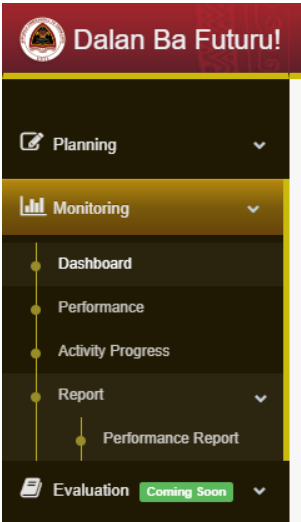 Dalan Ba Futuru!
Planning
Monitoring
Dashboard
Performance
Activity Progress
Report
Performance Report
Evaluation Coming Soon